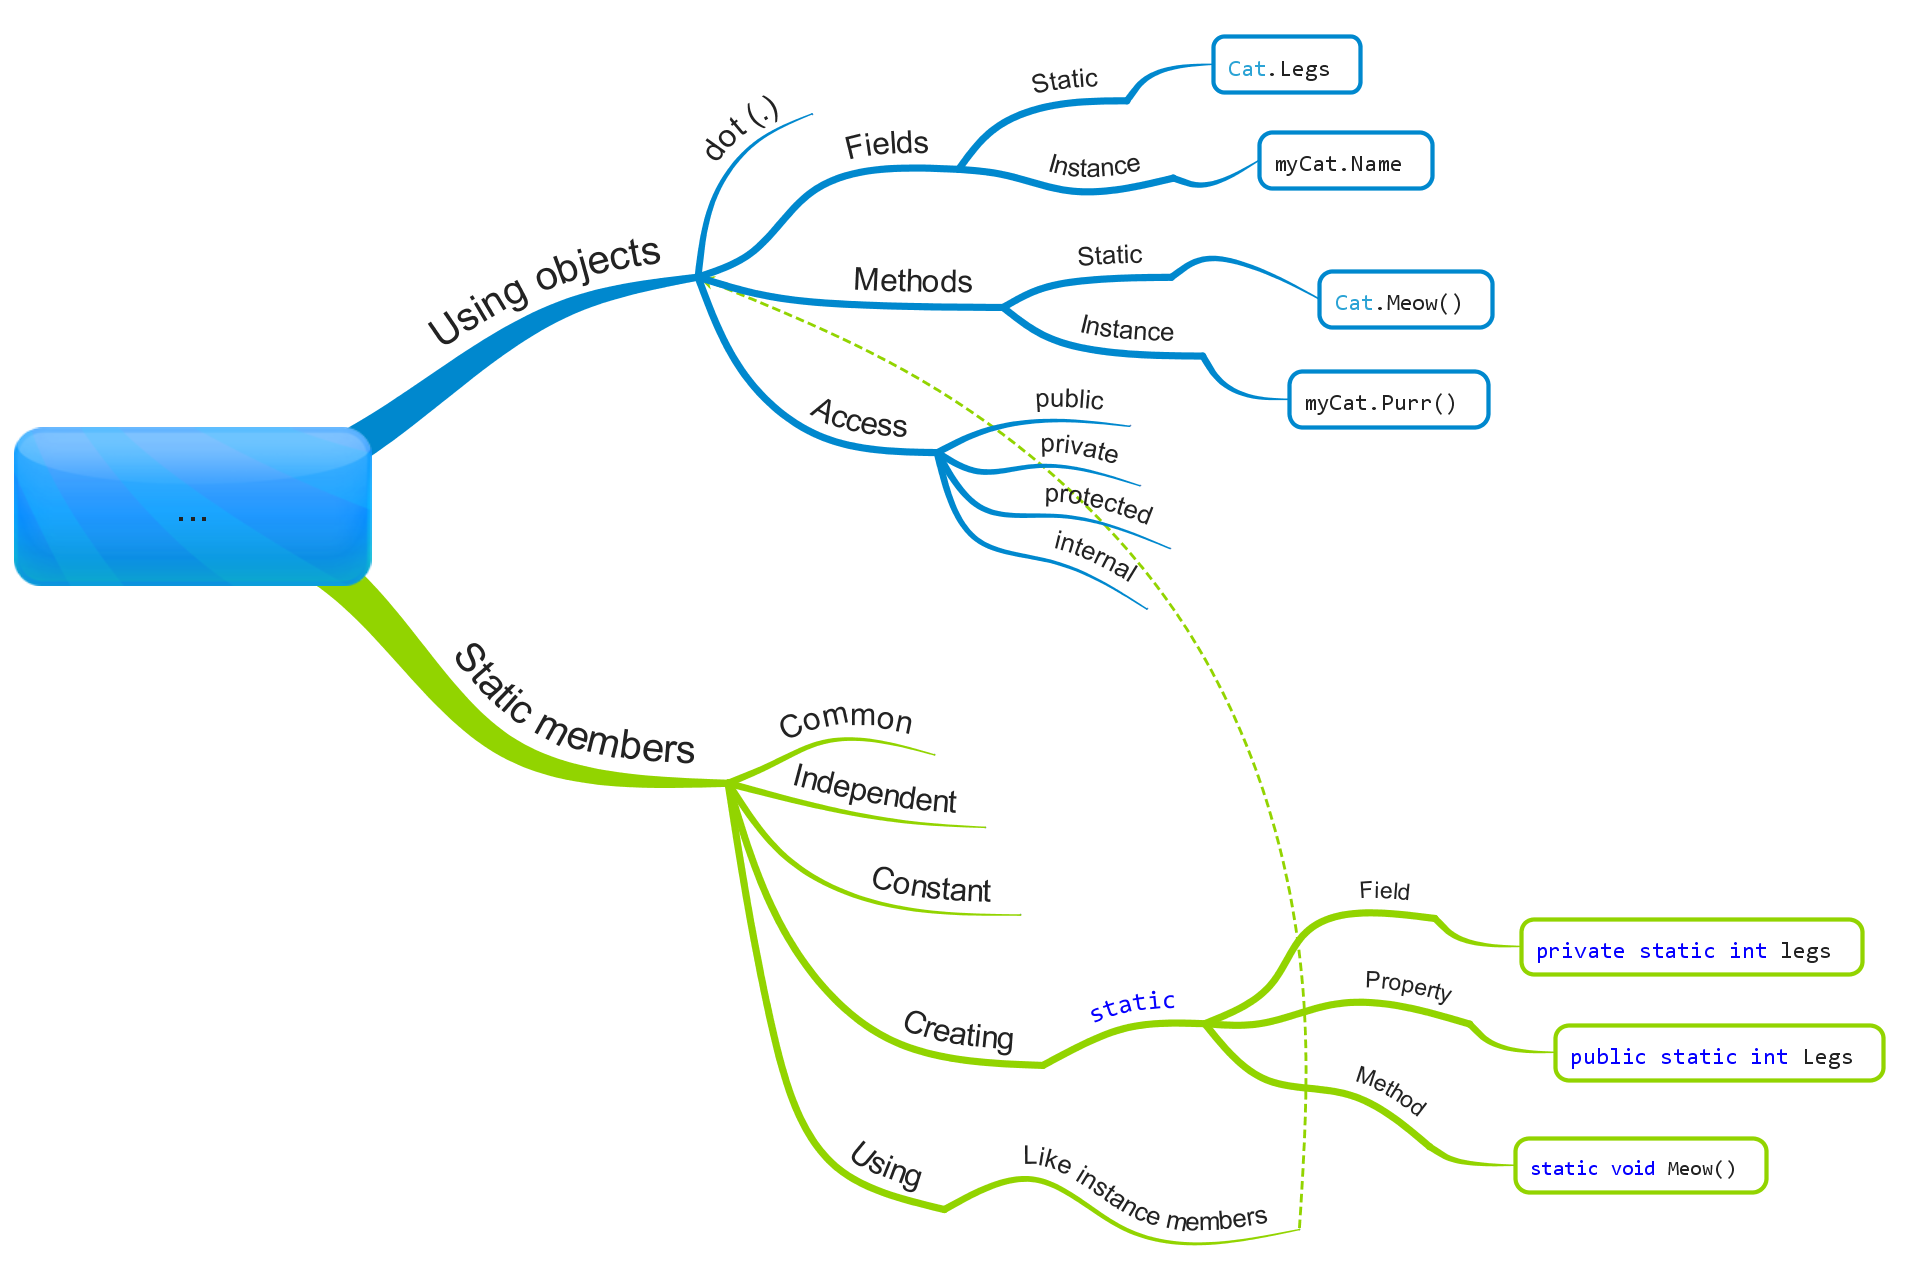 ...
Using objects
dot (.)
Fields
Static
Cat.Legs
Instance
myCat.Name
Methods
Static
Cat.Meow()
Instance
myCat.Purr()
Access
public
private
protected
internal
Static members
Common
Independent
Constant
Creating
static
Field
private static int legs
Property
public static int Legs
Method
static void Meow()
Using
Like instance members